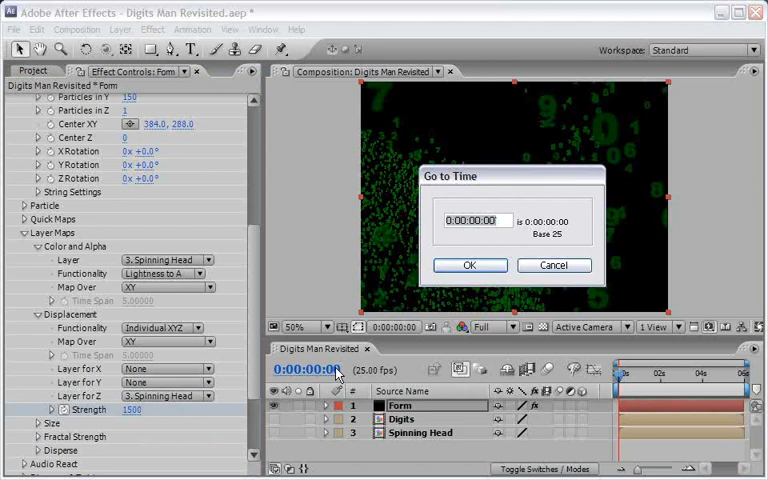 Adobe After Effects - Digits Man Revisited.aep *
File Edit Composition Layer Effect Animation View Window Help
Workspace: Standard
Project Effect Controls: Form
Composition: Digits Man Revisited
Digits Man Revisited * Form
Particles in Y 150
Particles in Z 1
Center XY 384.0, 288.0
Center Z 0
X Rotation 0x +0.0°
Y Rotation 0x +0.0°
Z Rotation 0x +0.0°
String Settings
Particle
Quick Maps
Layer Maps
Color and Alpha
Layer 3. Spinning Head
Functionality Lightness to A
Map Over XY
Time Span 5.00000
Displacement
Functionality Individual XYZ
Map Over XY
Time Span 5.00000
Layer for X None
Layer for Y None
Layer for Z 3. Spinning Head
Strength 1500
Size
Fractal Strength
Disperse
Audio React
Go to Time
0:00:00:00 is 0:00:00:00
Base 25
OK Cancel
50% 0:00:00:00 Full Active Camera 1 View
Digits Man Revisited
0:00:00:00 (25.00 fps)
00s 02s 04s 06s
# Source Name
1 Form
2 Digits
3 Spinning Head
Toggle Switches / Modes